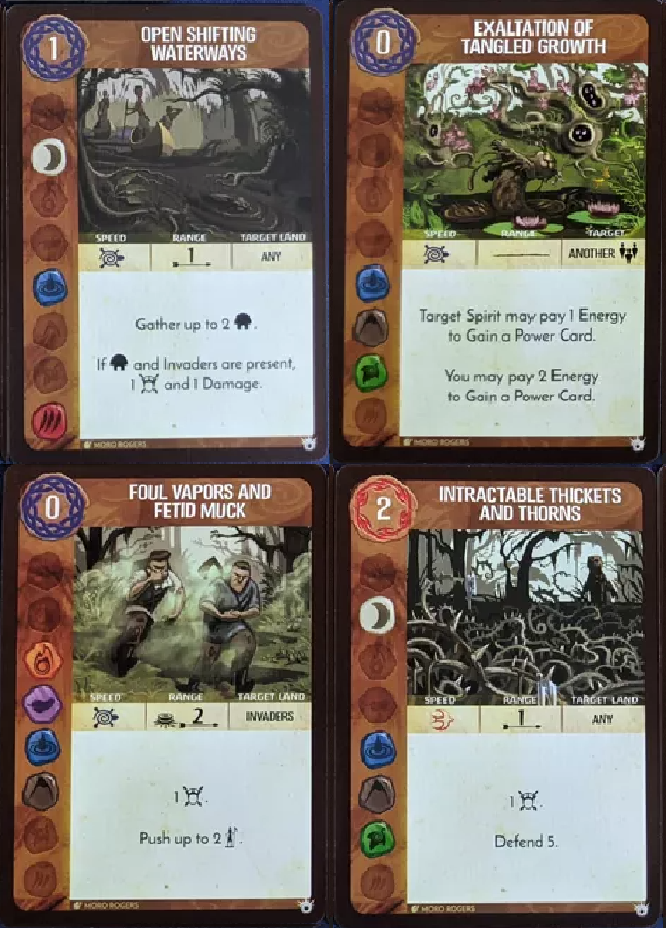 1
OPEN SHIFTING
WATERWAYS
SPEED RANGE TARGET LAND
1 ANY
Gather up to 2 .
If and Invaders are present,
1 and 1 Damage.
MORO ROGERS
0
EXALTATION OF
TANGLED GROWTH
SPEED RANGE TARGET
ANOTHER
Target Spirit may pay 1 Energy
to Gain a Power Card.
You may pay 2 Energy
to Gain a Power Card.
MORO ROGERS
0
FOUL VAPORS AND
FETID MUCK
SPEED RANGE TARGET LAND
2 INVADERS
1 .
Push up to 2 .
MORO ROGERS
2
INTRACTABLE THICKETS
AND THORNS
SPEED RANGE TARGET LAND
1 ANY
1 .
Defend 5.
MORO ROGERS